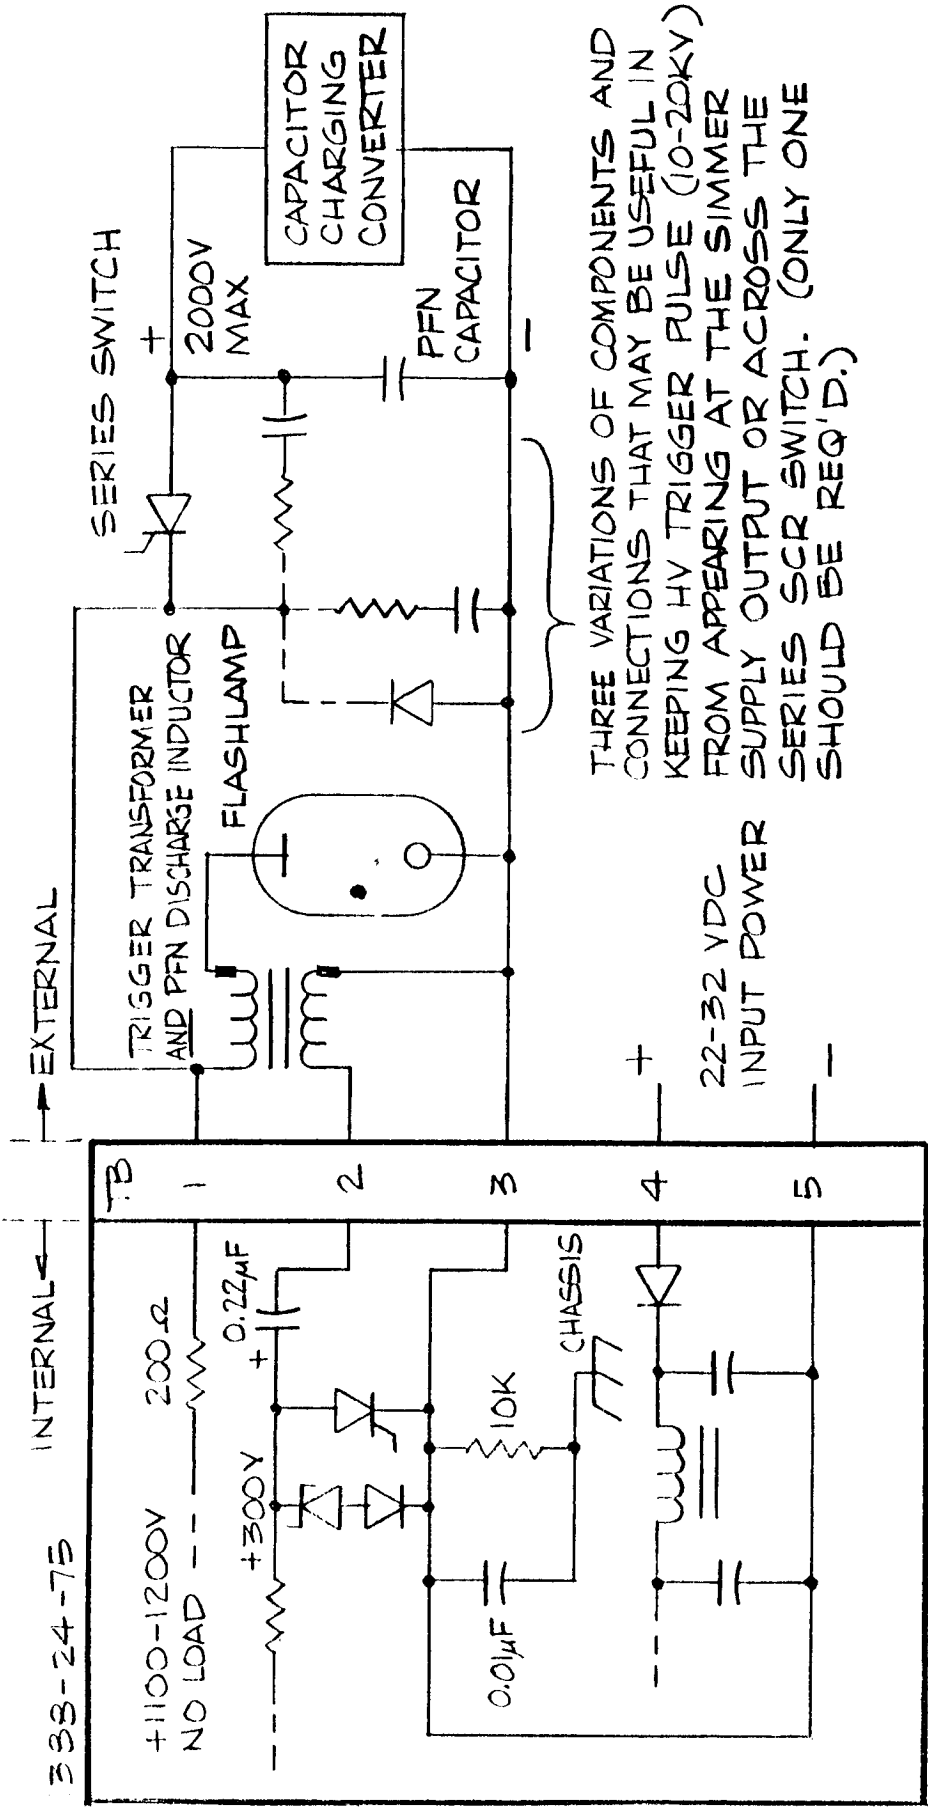 333-24-75
INTERNAL
EXTERNAL
+1100-1200V
NO LOAD
200Ω
TB
1
2
3
4
5
+300V
+
0.22μF
10K
0.01μF
CHASSIS
TRIGGER TRANSFORMER
AND PFN DISCHARGE INDUCTOR
FLASHLAMP
SERIES SWITCH
+
2000V
MAX
PFN
CAPACITOR
-
CAPACITOR
CHARGING
CONVERTER
THREE VARIATIONS OF COMPONENTS AND
CONNECTIONS THAT MAY BE USEFUL IN
KEEPING HV TRIGGER PULSE (10-20KV)
FROM APPEARING AT THE SIMMER
SUPPLY OUTPUT OR ACROSS THE
SERIES SCR SWITCH. (ONLY ONE
SHOULD BE REQ'D.)
+
22-32 VDC
INPUT POWER
-